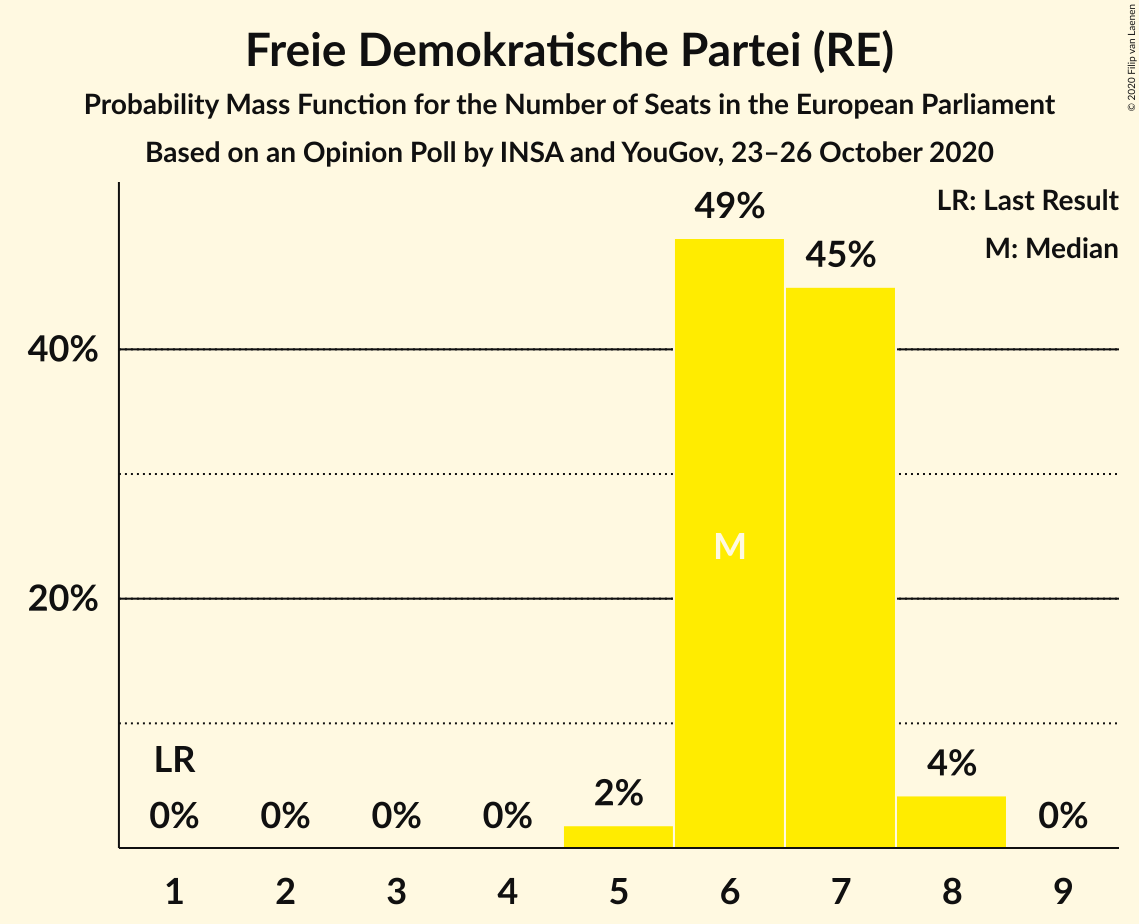 Freie Demokratische Partei (RE)
Probability Mass Function for the Number of Seats in the European Parliament
Based on an Opinion Poll by INSA and YouGov, 23–26 October 2020
© 2020 Filip van Laenen
LR: Last Result
M: Median
49%
45%
40%
M
20%
LR
0% 0% 0% 0% 2% 4% 0%
1 2 3 4 5 6 7 8 9